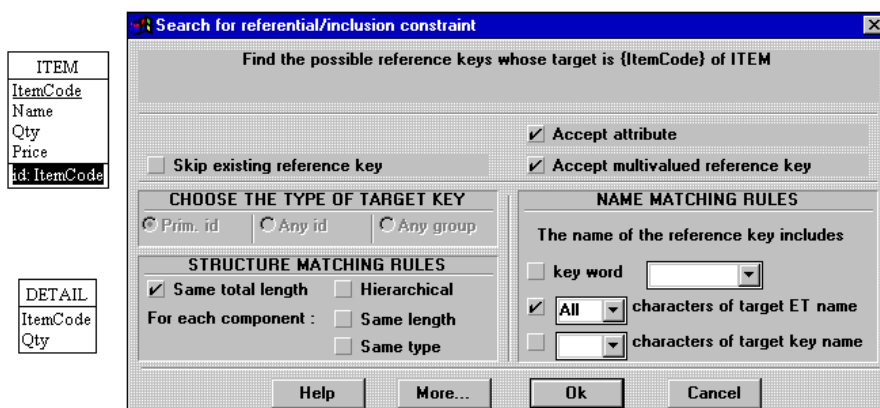 ITEM
ItemCode
Name
Qty
Price
id: ItemCode
DETAIL
ItemCode
Qty
Search for referential/inclusion constraint
Find the possible reference keys whose target is {ItemCode} of ITEM
Accept attribute
Skip existing reference key
Accept multivalued reference key
CHOOSE THE TYPE OF TARGET KEY
Prim. id
Any id
Any group
STRUCTURE MATCHING RULES
Same total length
Hierarchical
For each component :
Same length
Same type
NAME MATCHING RULES
The name of the reference key includes
key word
All characters of target ET name
characters of target key name
Help
More...
Ok
Cancel